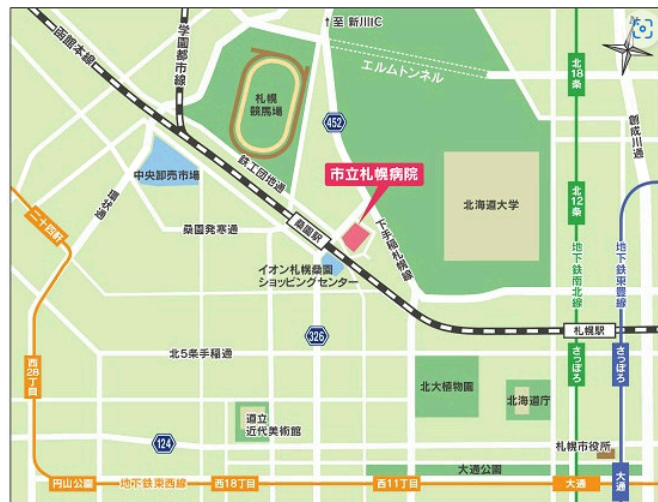 ↑至 新川IC
函館本線
学園都市線
エルムトンネル
北18条
創成川通
札幌
競馬場
452
中央卸売市場
鉄工団地通
市立札幌病院
北海道大学
北12条
環状通
二十四軒
桑園発寒通
桑園駅
下手稲札幌線
地下鉄南北線
地下鉄東豊線
イオン札幌桑園
ショッピングセンター
札幌駅
326
北5条手稲通
さっぽろ
さっぽろ
西28丁目
北大植物園
北海道庁
道立
近代美術館
124
札幌市役所
大通公園
円山公園
地下鉄東西線
西18丁目
西11丁目
大通
大通